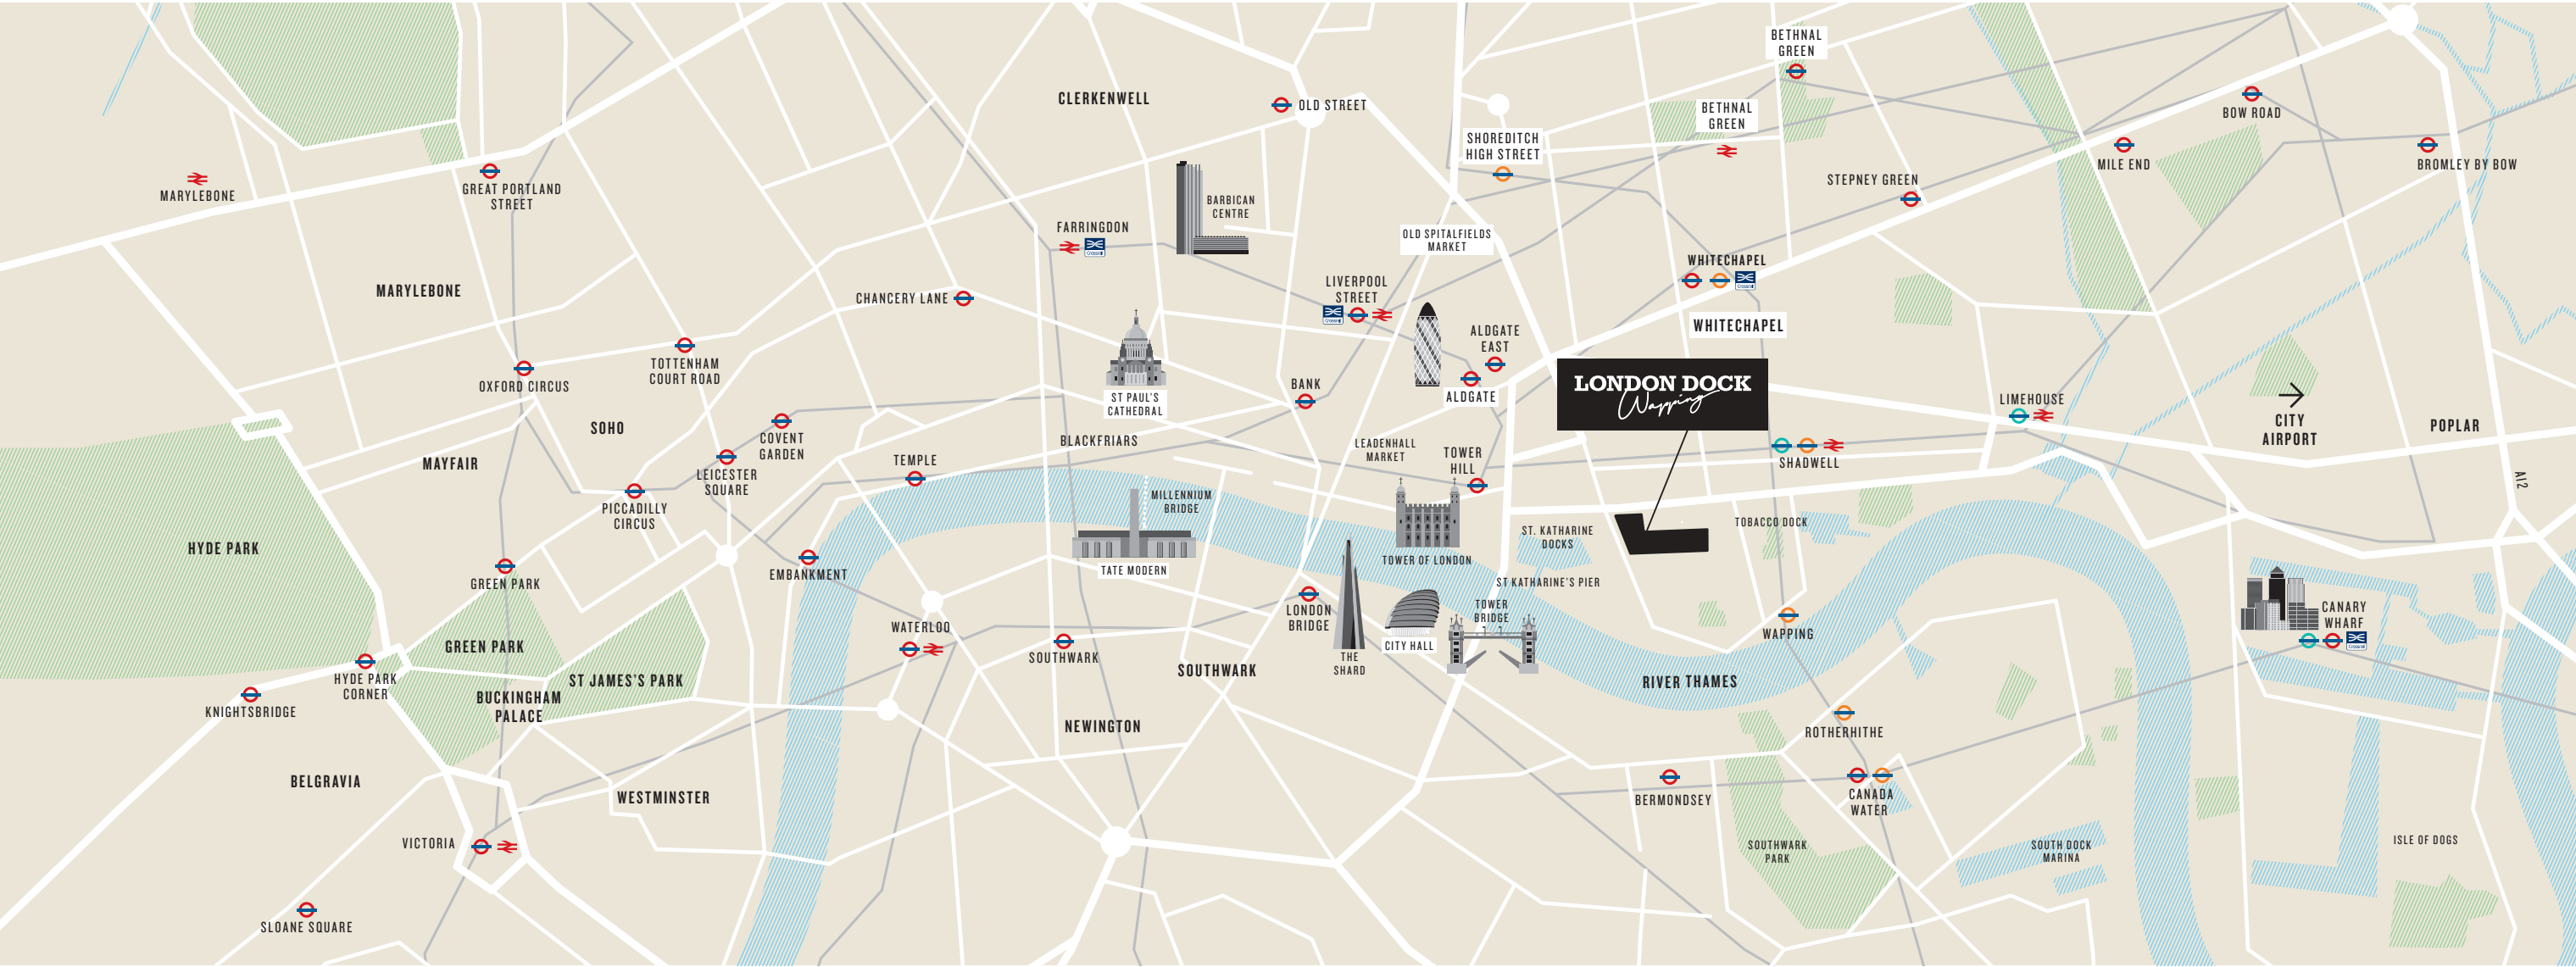 BETHNAL
GREEN
CLERKENWELL
OLD STREET
BETHNAL
GREEN
BOW ROAD
SHOREDITCH
HIGH STREET
MILE END
BROMLEY BY BOW
MARYLEBONE
GREAT PORTLAND
STREET
STEPNEY GREEN
BARBICAN
CENTRE
FARRINGDON
Crossrail
OLD SPITALFIELDS
MARKET
WHITECHAPEL
Crossrail
MARYLEBONE
CHANCERY LANE
LIVERPOOL
STREET
Crossrail
WHITECHAPEL
ALDGATE
EAST
TOTTENHAM
COURT ROAD
OXFORD CIRCUS
BANK
ALDGATE
ST PAUL'S
CATHEDRAL
LONDON DOCK
Wapping
LIMEHOUSE
CITY
AIRPORT
POPLAR
SOHO
COVENT
GARDEN
BLACKFRIARS
LEADENHALL
MARKET
TOWER
HILL
SHADWELL
MAYFAIR
LEICESTER
SQUARE
TEMPLE
A12
PICCADILLY
CIRCUS
MILLENNIUM
BRIDGE
TOBACCO DOCK
ST. KATHARINE
DOCKS
HYDE PARK
TATE MODERN
TOWER OF LONDON
EMBANKMENT
GREEN PARK
ST KATHARINE'S PIER
LONDON
BRIDGE
TOWER
BRIDGE
CANARY
WHARF
Crossrail
WATERLOO
WAPPING
GREEN PARK
CITY HALL
SOUTHWARK
THE
SHARD
SOUTHWARK
HYDE PARK
CORNER
ST JAMES'S PARK
RIVER THAMES
BUCKINGHAM
PALACE
KNIGHTSBRIDGE
NEWINGTON
ROTHERHITHE
BELGRAVIA
WESTMINSTER
BERMONDSEY
CANADA
WATER
VICTORIA
SOUTHWARK
PARK
SOUTH DOCK
MARINA
ISLE OF DOGS
SLOANE SQUARE